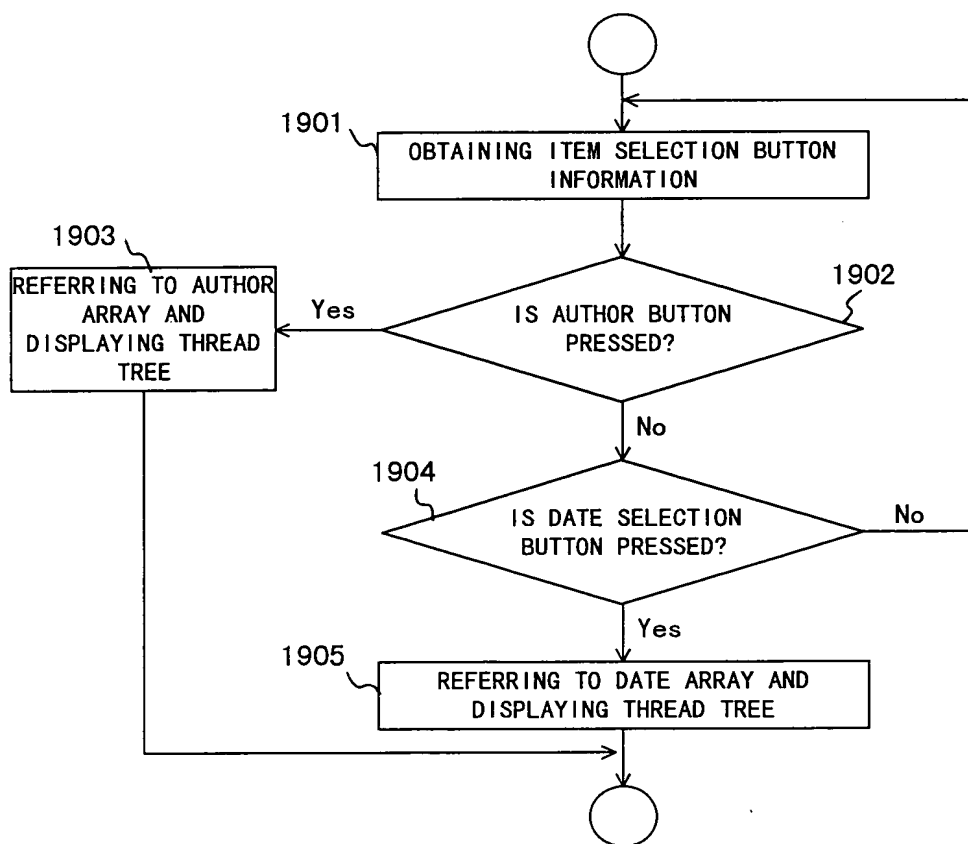 1901
OBTAINING ITEM SELECTION BUTTON
INFORMATION
1902
IS AUTHOR BUTTON
PRESSED?
Yes
1903
REFERRING TO AUTHOR
ARRAY AND
DISPLAYING THREAD
TREE
No
1904
IS DATE SELECTION
BUTTON PRESSED?
No
Yes
1905
REFERRING TO DATE ARRAY AND
DISPLAYING THREAD TREE